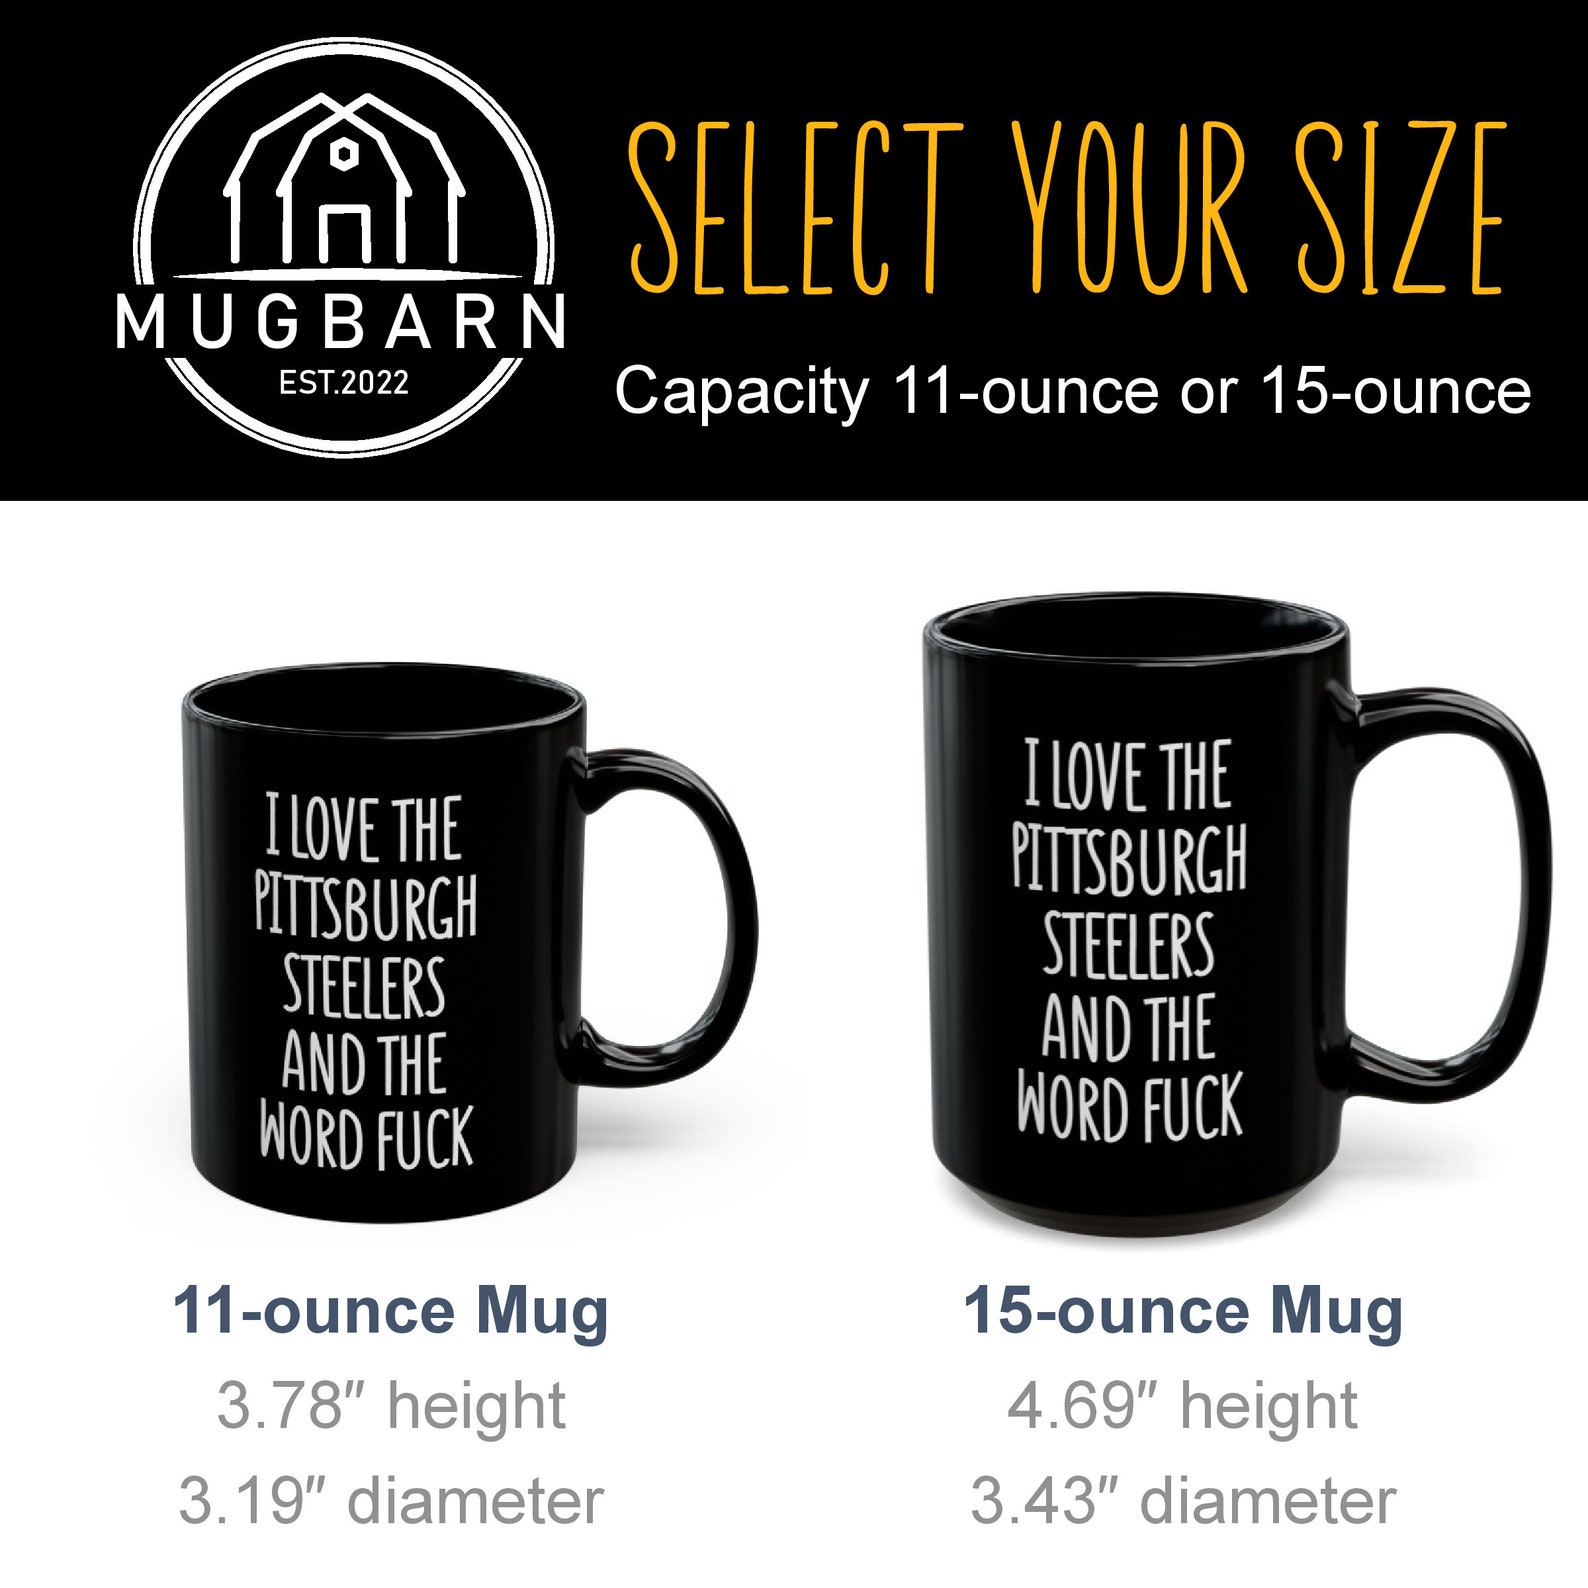 MUGBARN
EST.2022
SELECT YOUR SIZE
Capacity 11-ounce or 15-ounce
I LOVE THE
PITTSBURGH
STEELERS
AND THE
WORD FUCK
I LOVE THE
PITTSBURGH
STEELERS
AND THE
WORD FUCK
11-ounce Mug
3.78" height
3.19" diameter
15-ounce Mug
4.69" height
3.43" diameter